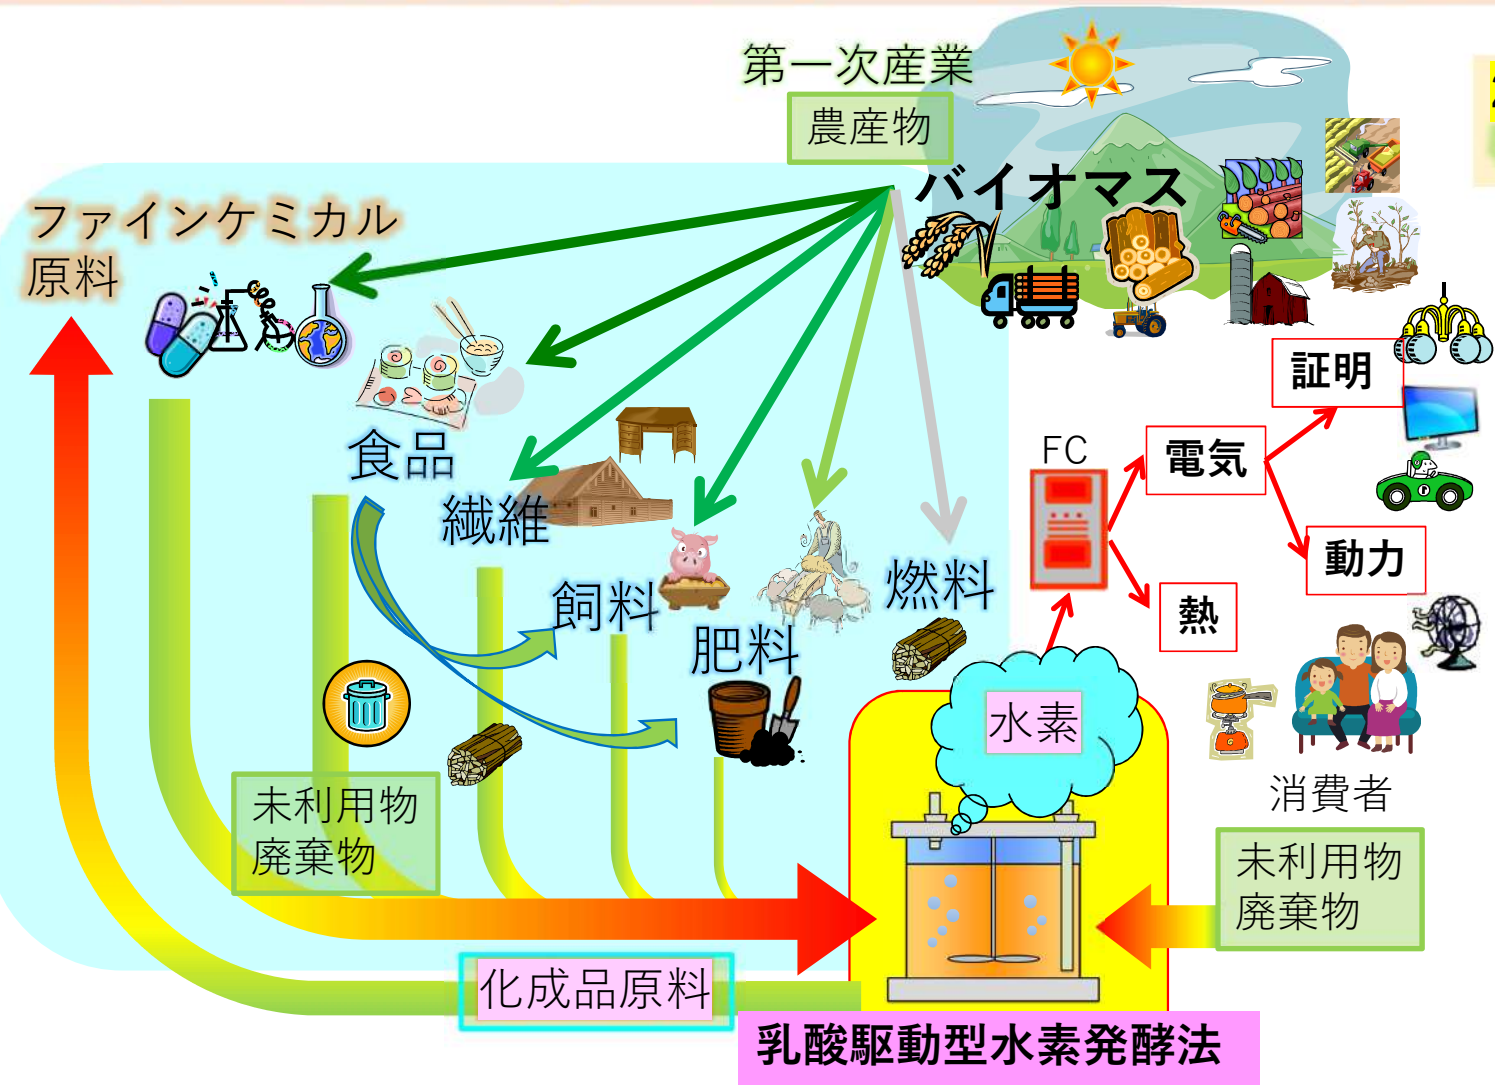 第一次産業
農産物
バイオマス
ファインケミカル
原料
食品
繊維
飼料
肥料
燃料
FC
電気
証明
動力
熱
水素
消費者
未利用物
廃棄物
未利用物
廃棄物
化成品原料
乳酸駆動型水素発酵法